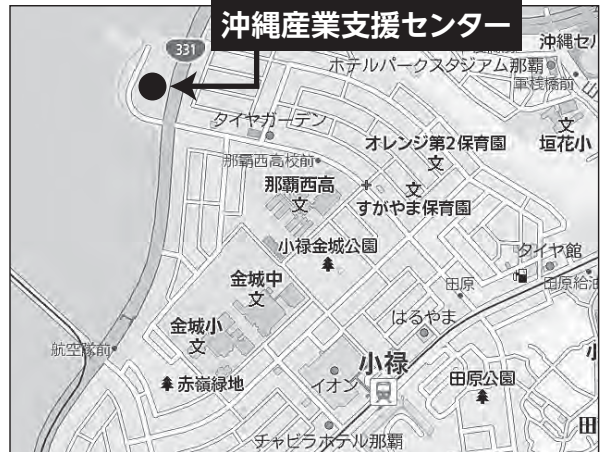 沖縄産業支援センター
331
沖縄セル
ホテルパークスタジアム那覇
軍桟橋前
タイヤガーデン
オレンジ第2保育園
文
文
垣花小
那覇西高校前
那覇西高
文
文
すがやま保育園
小禄金城公園
タイヤ館
金城中
文
田原
田原給油
はるやま
金城小
文
航空隊前
小禄
赤嶺緑地
イオン
田原公園
小
田
チャビラホテル那覇